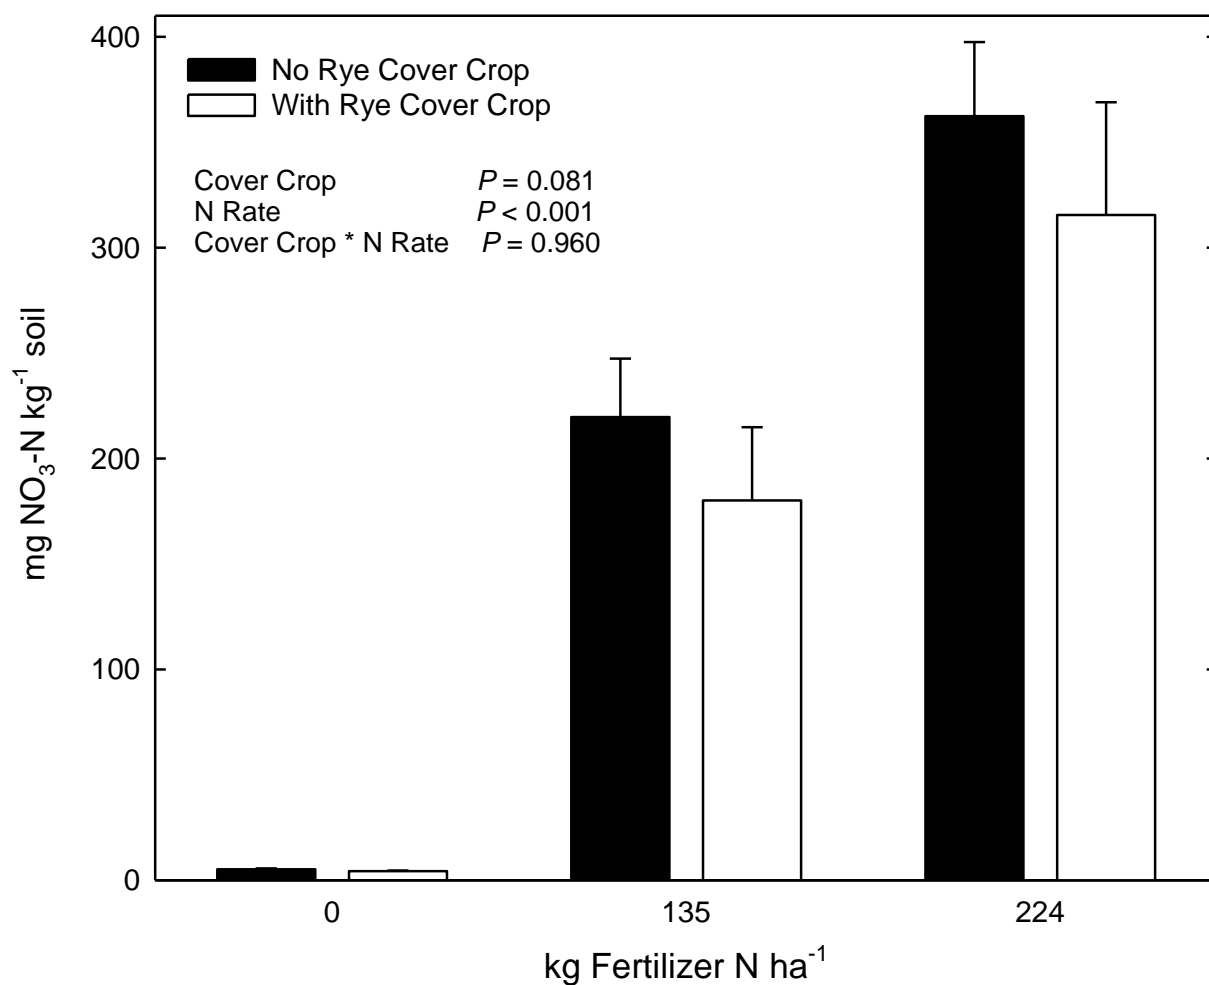 400
300
200
100
0
mg NO₃-N kg⁻¹ soil
No Rye Cover Crop
With Rye Cover Crop
Cover Crop P = 0.081
N Rate P < 0.001
Cover Crop * N Rate P = 0.960
0 135 224
kg Fertilizer N ha⁻¹